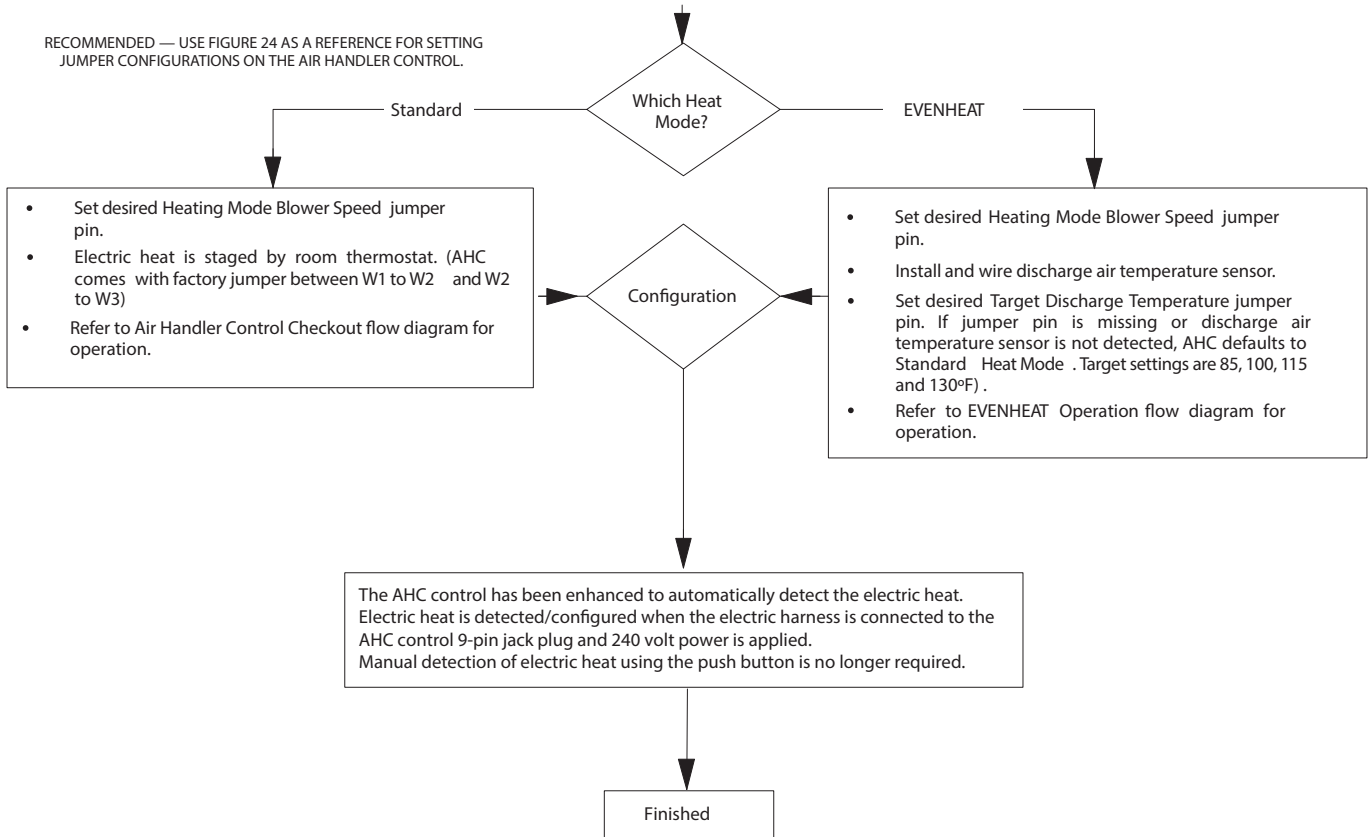 RECOMMENDED — USE FIGURE 24 AS A REFERENCE FOR SETTING
JUMPER CONFIGURATIONS ON THE AIR HANDLER CONTROL.
Which Heat
Mode?
Standard
EVENHEAT
• Set desired Heating Mode Blower Speed jumper
pin.
• Electric heat is staged by room thermostat. (AHC
comes with factory jumper between W1 to W2 and W2
to W3)
• Refer to Air Handler Control Checkout flow diagram for
operation.
Configuration
• Set desired Heating Mode Blower Speed jumper
pin.
• Install and wire discharge air temperature sensor.
• Set desired Target Discharge Temperature jumper
pin. If jumper pin is missing or discharge air
temperature sensor is not detected, AHC defaults to
Standard Heat Mode . Target settings are 85, 100, 115
and 130ºF) .
• Refer to EVENHEAT Operation flow diagram for
operation.
The AHC control has been enhanced to automatically detect the electric heat.
Electric heat is detected/configured when the electric harness is connected to the
AHC control 9-pin jack plug and 240 volt power is applied.
Manual detection of electric heat using the push button is no longer required.
Finished